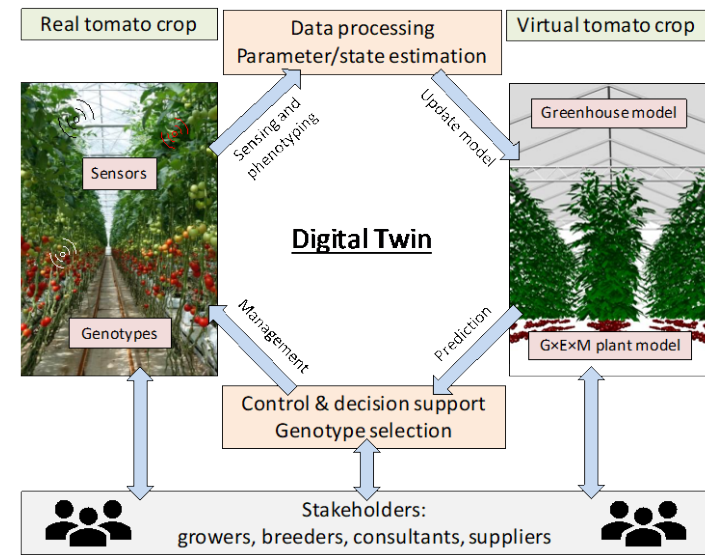 Real tomato crop
Data processing
Parameter/state estimation
Virtual tomato crop
Sensing and
phenotyping
Update model
Greenhouse model
Sensors
Digital Twin
Genotypes
Management
Prediction
G×E×M plant model
Control & decision support
Genotype selection
Stakeholders:
growers, breeders, consultants, suppliers